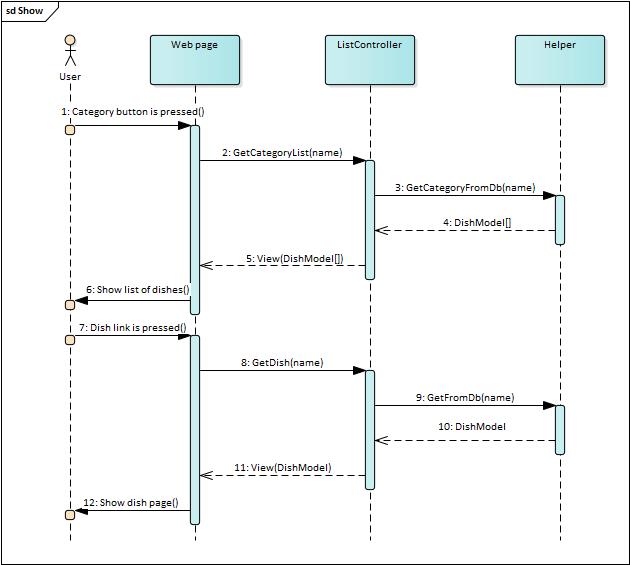 sd Show
User
Web page
ListController
Helper
1: Category button is pressed()
2: GetCategoryList(name)
3: GetCategoryFromDb(name)
4: DishModel[]
5: View(DishModel[])
6: Show list of dishes()
7: Dish link is pressed()
8: GetDish(name)
9: GetFromDb(name)
10: DishModel
11: View(DishModel)
12: Show dish page()